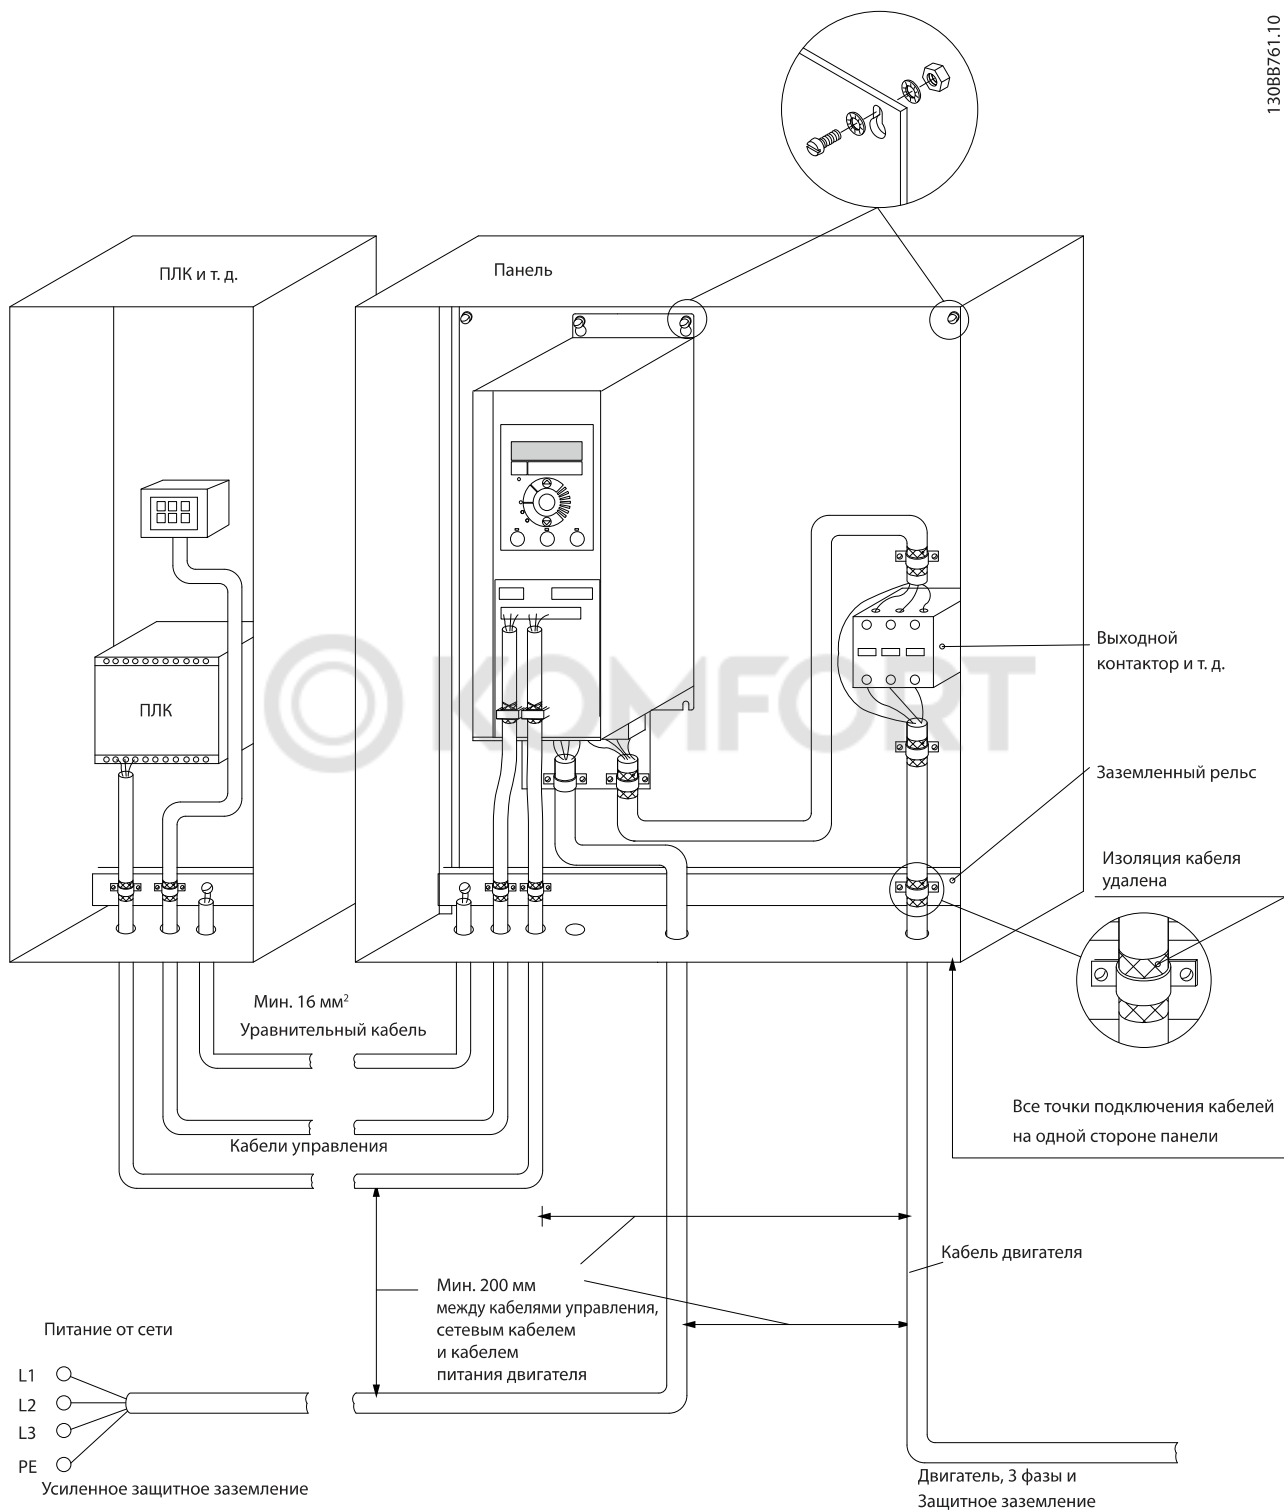 130BB761.10
ПЛК и т. д.
Панель
ПЛК
KOMFORT
Выходной
контактор и т. д.
Заземленный рельс
Изоляция кабеля
удалена
Мин. 16 мм²
Уравнительный кабель
Все точки подключения кабелей
на одной стороне панели
Кабели управления
Кабель двигателя
Мин. 200 мм
между кабелями управления,
сетевым кабелем
и кабелем
питания двигателя
Питание от сети
L1
L2
L3
PE
Усиленное защитное заземление
Двигатель, 3 фазы и
Защитное заземление